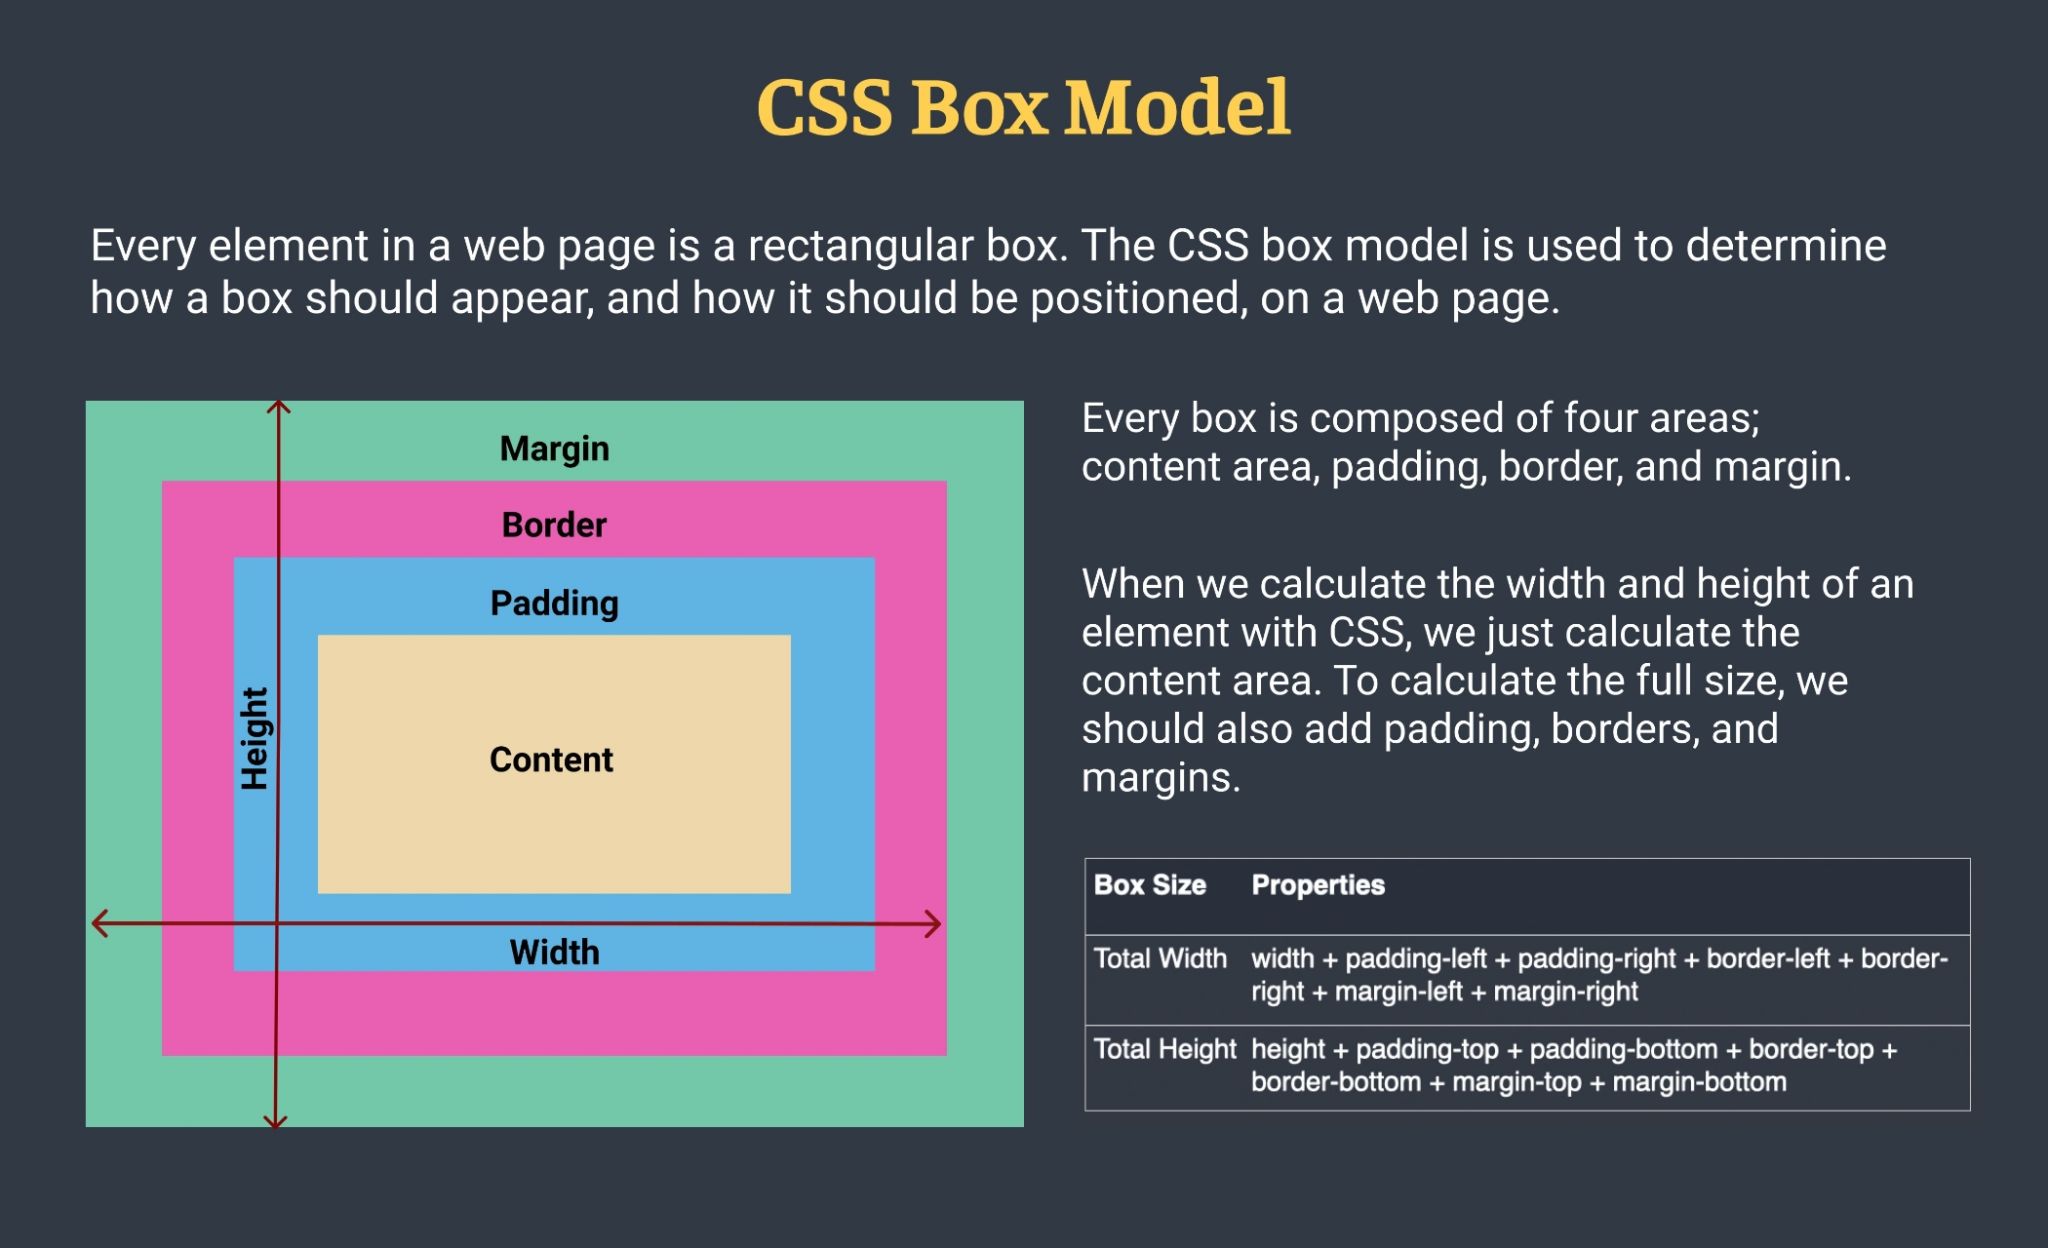 CSS Box Model
Every element in a web page is a rectangular box. The CSS box model is used to determine
how a box should appear, and how it should be positioned, on a web page.
Margin
Border
Padding
Content
Height
Width
Every box is composed of four areas;
content area, padding, border, and margin.
When we calculate the width and height of an
element with CSS, we just calculate the
content area. To calculate the full size, we
should also add padding, borders, and
margins.
Box Size Properties
Total Width width + padding-left + padding-right + border-left + border-
right + margin-left + margin-right
Total Height height + padding-top + padding-bottom + border-top +
border-bottom + margin-top + margin-bottom